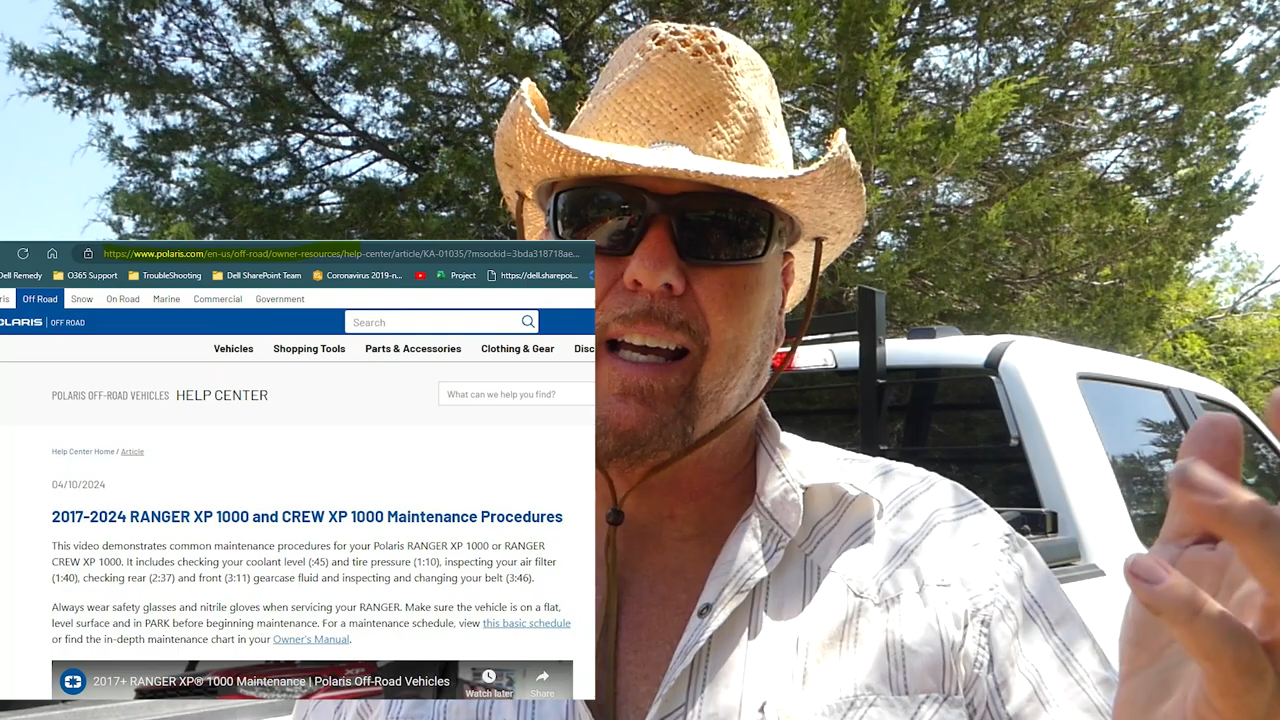 https://www.polaris.com/en-us/off-road/owner-resources/help-center/article/KA-01035/?msockid=3bda318718ae...
Dell Remedy O365 Support TroubleShooting Dell SharePoint Team Coronavirus 2019-n... Project https://dell.sharepoi...
ris Off Road Snow On Road Marine Commercial Government
OLARIS | OFF ROAD Search
Vehicles Shopping Tools Parts & Accessories Clothing & Gear Disc
POLARIS OFF-ROAD VEHICLES HELP CENTER What can we help you find?
Help Center Home / Article
04/10/2024
2017-2024 RANGER XP 1000 and CREW XP 1000 Maintenance Procedures
This video demonstrates common maintenance procedures for your Polaris RANGER XP 1000 or RANGER
CREW XP 1000. It includes checking your coolant level (:45) and tire pressure (1:10), inspecting your air filter
(1:40), checking rear (2:37) and front (3:11) gearcase fluid and inspecting and changing your belt (3:46).
Always wear safety glasses and nitrile gloves when servicing your RANGER. Make sure the vehicle is on a flat,
level surface and in PARK before beginning maintenance. For a maintenance schedule, view this basic schedule
or find the in-depth maintenance chart in your Owner's Manual.
2017+ RANGER XP® 1000 Maintenance | Polaris Off-Road Vehicles
Watch later Share